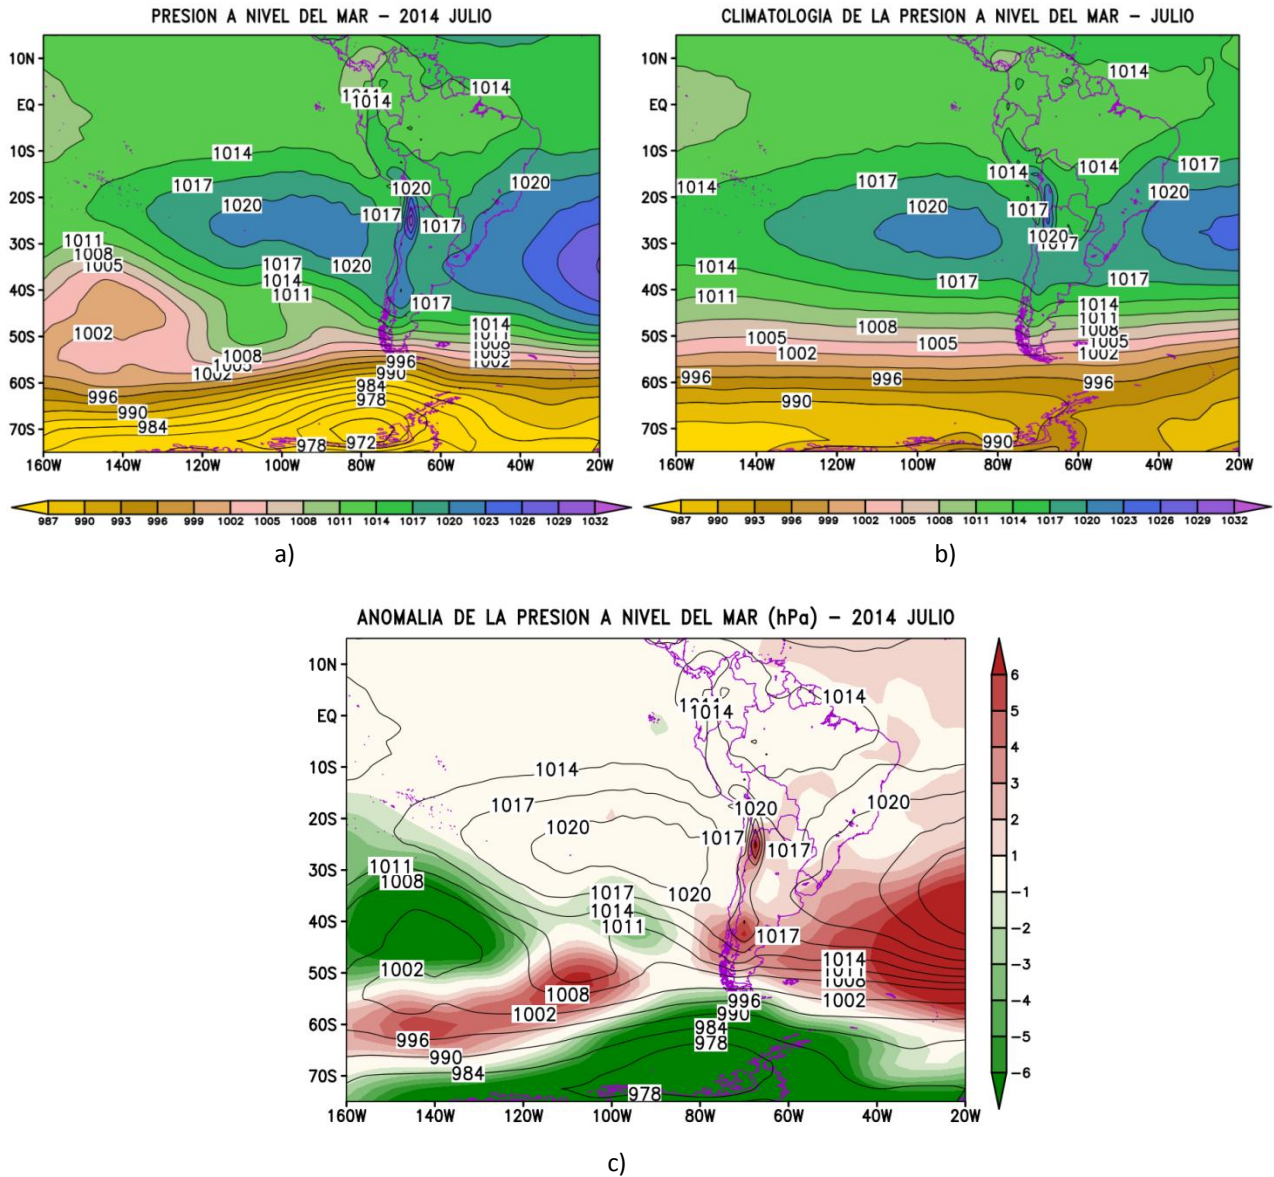 PRESION A NIVEL DEL MAR – 2014 JULIO
10N
EQ
10S
20S
30S
40S
50S
60S
70S
160W 140W 120W 100W 80W 60W 40W 20W
1014
1014
1014
1017
1020
1020
1020
1017
1017
1011
1008
1005
1017
1020
1014
1011
1017
1002
1014
1011
1008
1005
1002
1008
1005
1002
996
990
984
978
996
990
984
978
972
987 990 993 996 999 1002 1005 1008 1011 1014 1017 1020 1023 1026 1029 1032
a)
CLIMATOLOGIA DE LA PRESION A NIVEL DEL MAR – JULIO
10N
EQ
10S
20S
30S
40S
50S
60S
70S
160W 140W 120W 100W 80W 60W 40W 20W
1014
1014
1017
1014
1014
1017
1020
1020
1017
1020
1017
1014
1017
1017
1011
1014
1011
1008
1008
1005
1005
1005
1002
1002
996
996
996
990
990
987 990 993 996 999 1002 1005 1008 1011 1014 1017 1020 1023 1026 1029 1032
b)
ANOMALIA DE LA PRESION A NIVEL DEL MAR (hPa) – 2014 JULIO
10N
EQ
10S
20S
30S
40S
50S
60S
70S
160W 140W 120W 100W 80W 60W 40W 20W
1014
1014
1014
1017
1020
1020
1020
1017
1017
1011
1008
1017
1020
1014
1011
1017
1002
1014
1011
1008
1002
1008
1002
996
990
984
978
996
990
984
978
6
5
4
3
2
1
−1
−2
−3
−4
−5
−6
c)